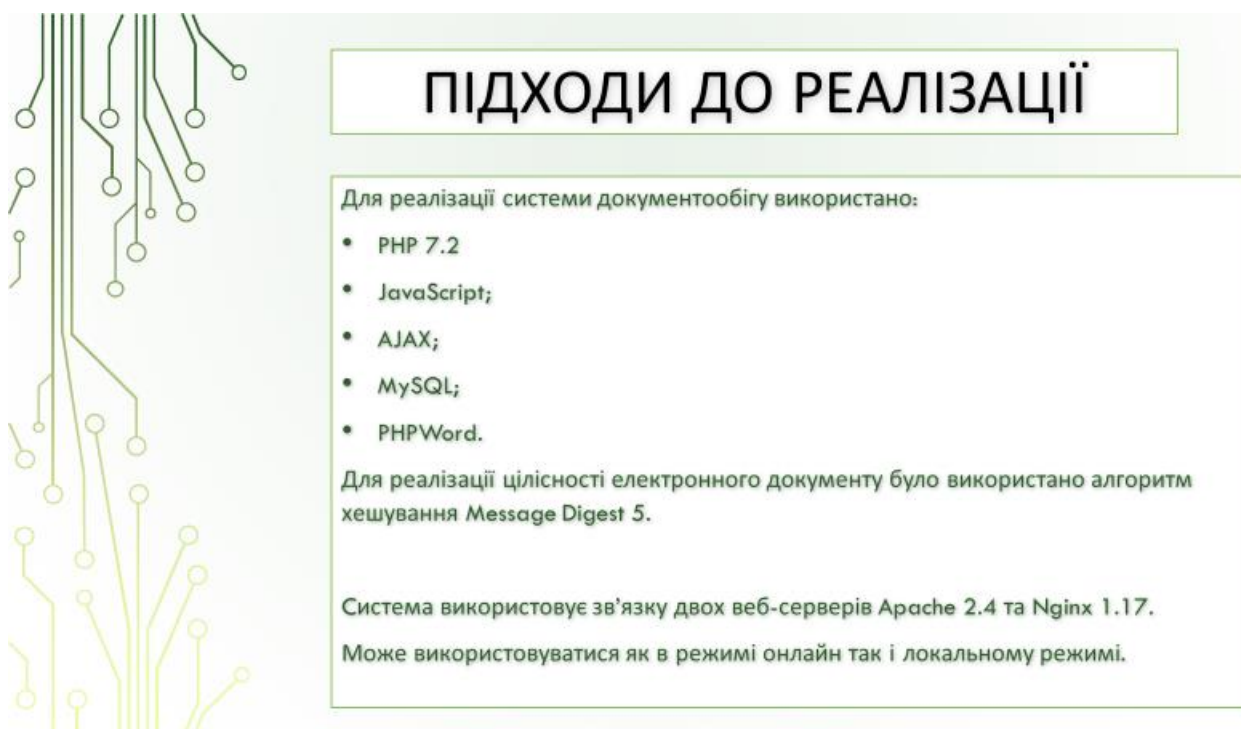 ПІДХОДИ ДО РЕАЛІЗАЦІЇ
Для реалізації системи документообігу використано:
• PHP 7.2
• JavaScript;
• AJAX;
• MySQL;
• PHPWord.
Для реалізації цілісності електронного документу було використано алгоритм
хешування Message Digest 5.
Система використовує зв'язку двох веб-серверів Apache 2.4 та Nginx 1.17.
Може використовуватися як в режимі онлайн так і локальному режимі.